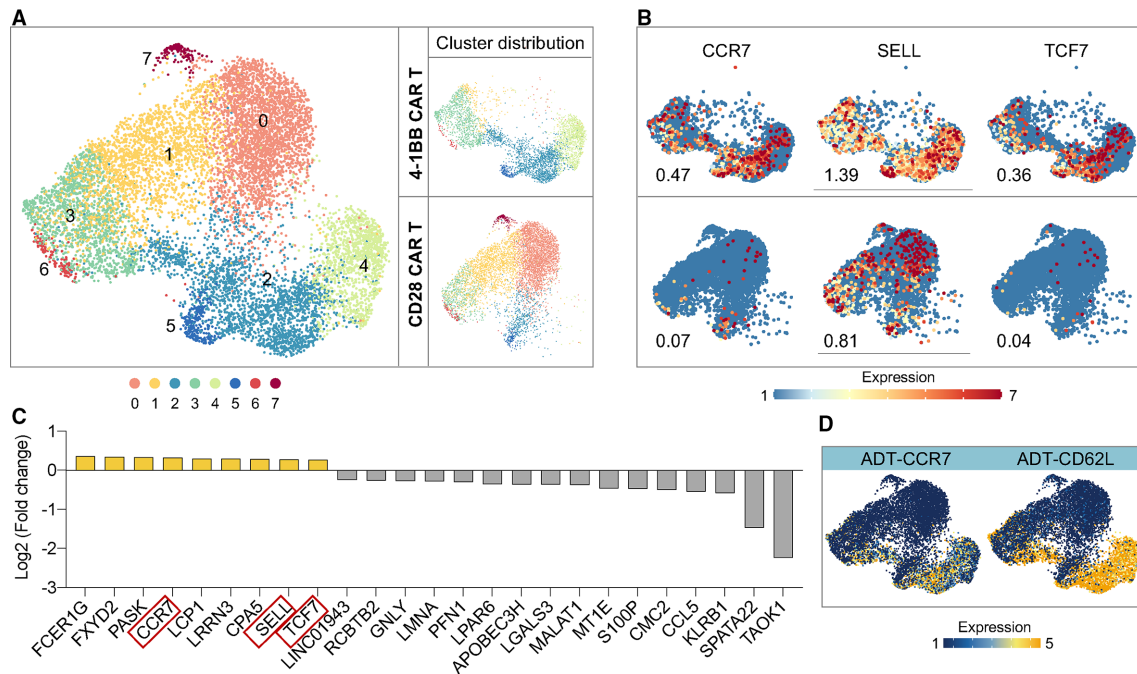 A
7
0
1
3
6
2
4
5
0 1 2 3 4 5 6 7
Cluster distribution
4-1BB CAR T
CD28 CAR T
B
CCR7 SELL TCF7
0.47 1.39 0.36
0.07 0.81 0.04
Expression
1 7
C
Log2 (Fold change)
1
0
-1
-2
-3
FCER1G
FXYD2
PASK
CCR7
LCP1
LRRN3
CPA5
SELL
TCF7
LINC01943
RCBTB2
GNLY
LMNA
PFN1
LPAR6
APOBEC3H
LGALS3
MALAT1
MT1E
S100P
CMC2
CCL5
KLRB1
SPATA22
TAOK1
D
ADT-CCR7 ADT-CD62L
Expression
1 5